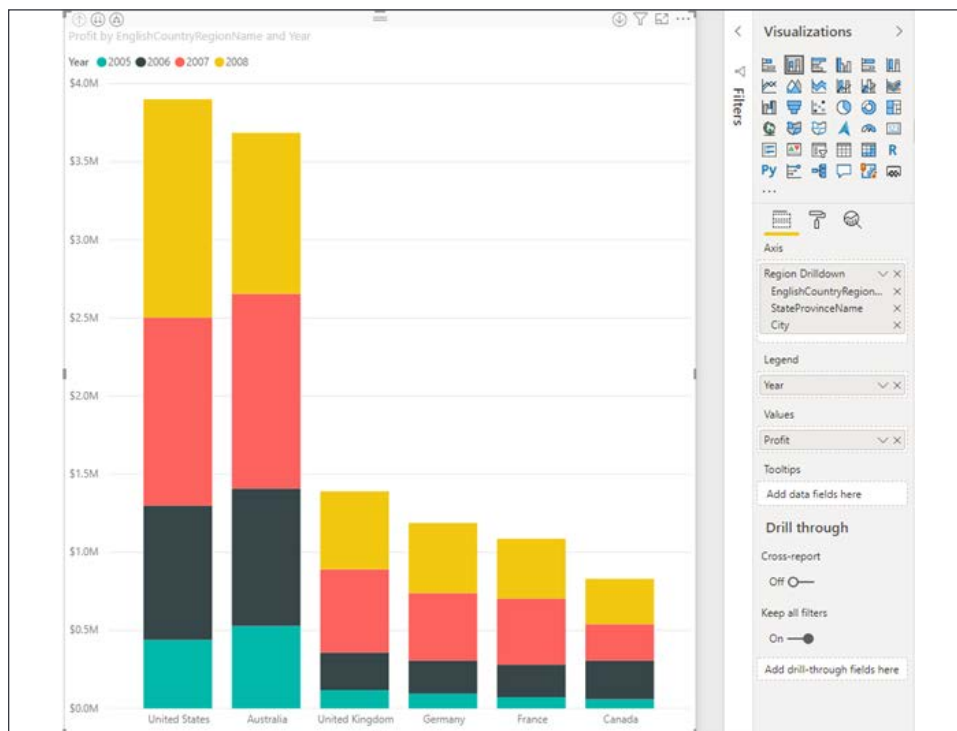 Profit by EnglishCountryRegionName and Year
Year 2005 2006 2007 2008
$4.0M
$3.5M
$3.0M
$2.5M
$2.0M
$1.5M
$1.0M
$0.5M
$0.0M
United States Australia United Kingdom Germany France Canada
Filters
Visualizations
R
Py
...
Axis
Region Drilldown
EnglishCountryRegion...
StateProvinceName
City
Legend
Year
Values
Profit
Tooltips
Add data fields here
Drill through
Cross-report
Off
Keep all filters
On
Add drill-through fields here